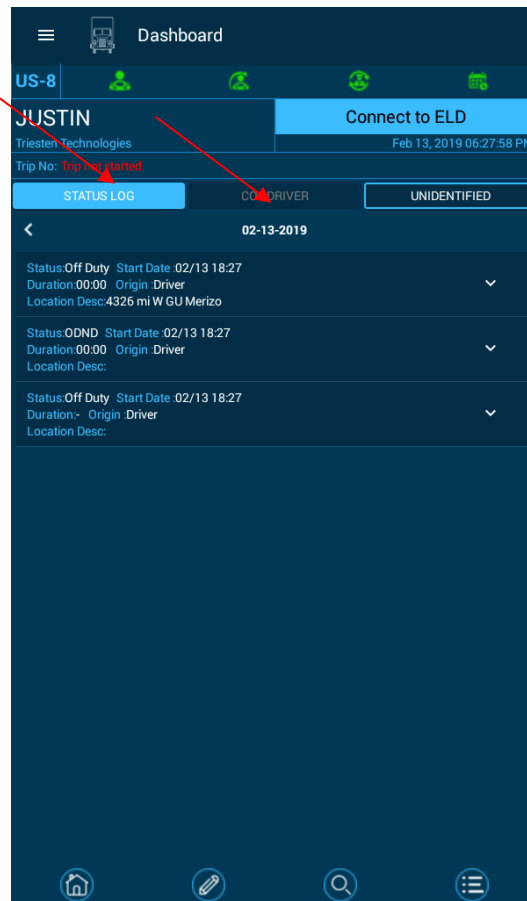 Dashboard
US-8
JUSTIN
Connect to ELD
Triesten Technologies
Feb 13, 2019 06:27:58 PM
Trip No: Trip not started
STATUS LOG
CO-DRIVER
UNIDENTIFIED
02-13-2019
Status:Off Duty Start Date :02/13 18:27
Duration:00:00 Origin :Driver
Location Desc:4326 mi W GU Merizo
Status:ODND Start Date :02/13 18:27
Duration:00:00 Origin :Driver
Location Desc:
Status:Off Duty Start Date :02/13 18:27
Duration:- Origin :Driver
Location Desc: